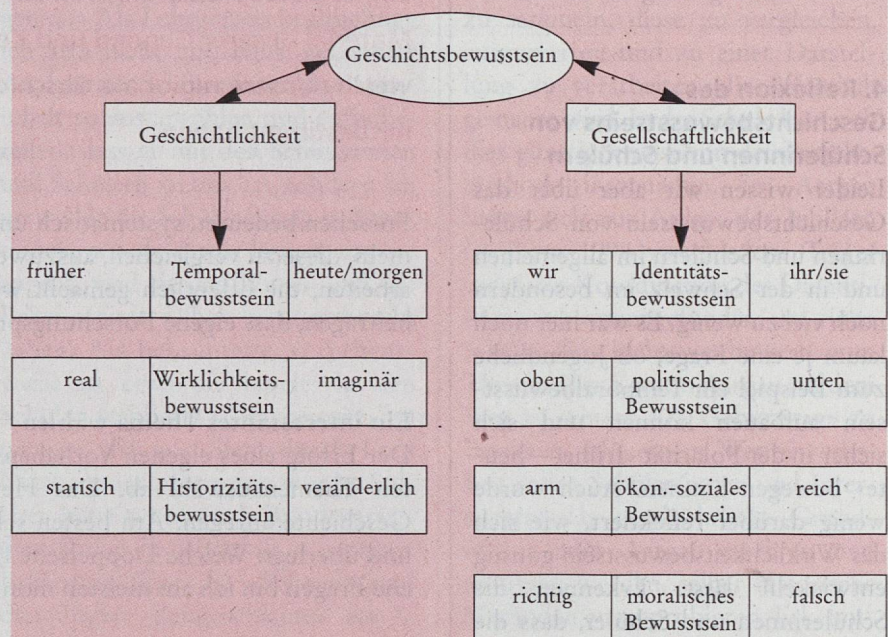 Geschichtsbewusstsein
Geschichtlichkeit
Gesellschaftlichkeit
früher Temporal- heute/morgen
bewusstsein
real Wirklichkeits- imaginär
bewusstsein
statisch Historizitäts- veränderlich
bewusstsein
wir Identitäts- ihr/sie
bewusstsein
oben politisches unten
Bewusstsein
arm ökon.-soziales reich
Bewusstsein
richtig moralisches falsch
Bewusstsein